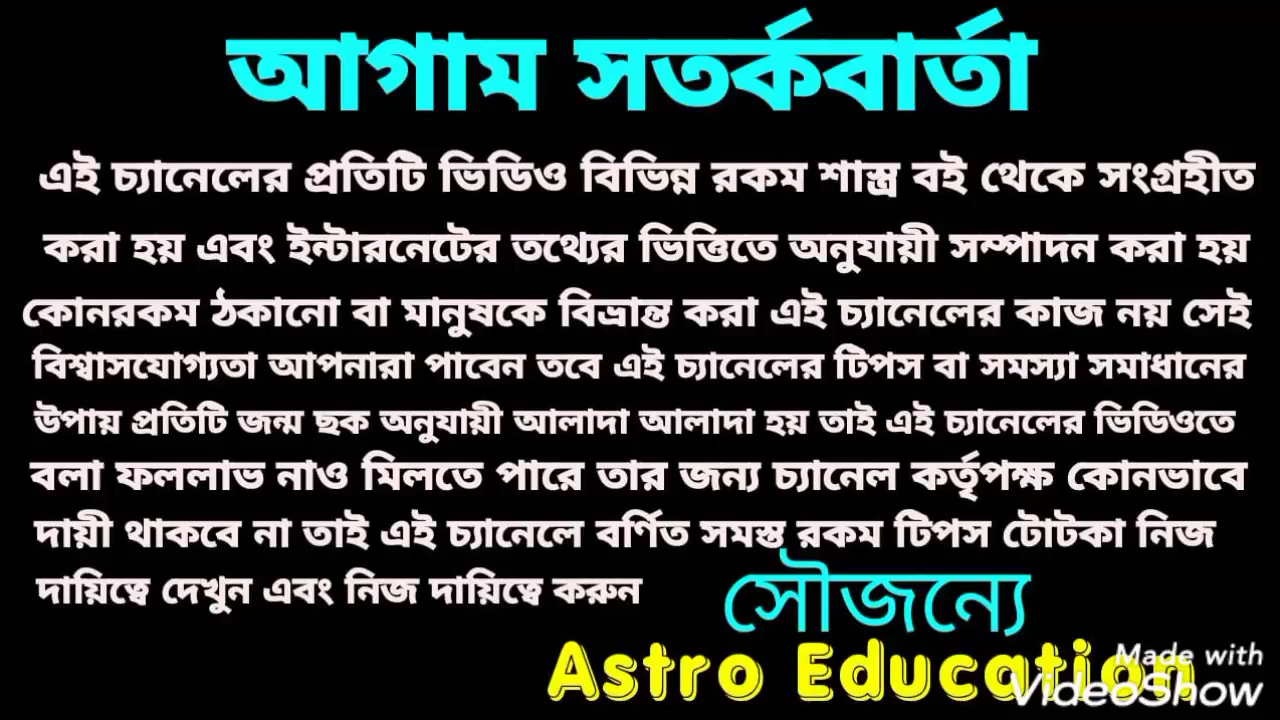 আগাম সতর্কবার্তা
এই চ্যানেলের প্রতিটি ভিডিও বিভিন্ন রকম শাস্ত্র বই থেকে সংগ্রহীত
করা হয় এবং ইন্টারনেটের তথ্যের ভিত্তিতে অনুযায়ী সম্পাদন করা হয়
কোনরকম ঠকানো বা মানুষকে বিভ্রান্ত করা এই চ্যানেলের কাজ নয় সেই
বিশ্বাসযোগ্যতা আপনারা পাবেন তবে এই চ্যানেলের টিপস বা সমস্যা সমাধানের
উপায় প্রতিটি জন্ম ছক অনুযায়ী আলাদা আলাদা হয় তাই এই চ্যানেলের ভিডিওতে
বলা ফললাভ নাও মিলতে পারে তার জন্য চ্যানেল কর্তৃপক্ষ কোনভাবে
দায়ী থাকবে না তাই এই চ্যানেলে বর্ণিত সমস্ত রকম টিপস টোটকা নিজ
দায়িত্বে দেখুন এবং নিজ দায়িত্বে করুন
সৌজন্যে
Astro Education
Made with
VideoShow